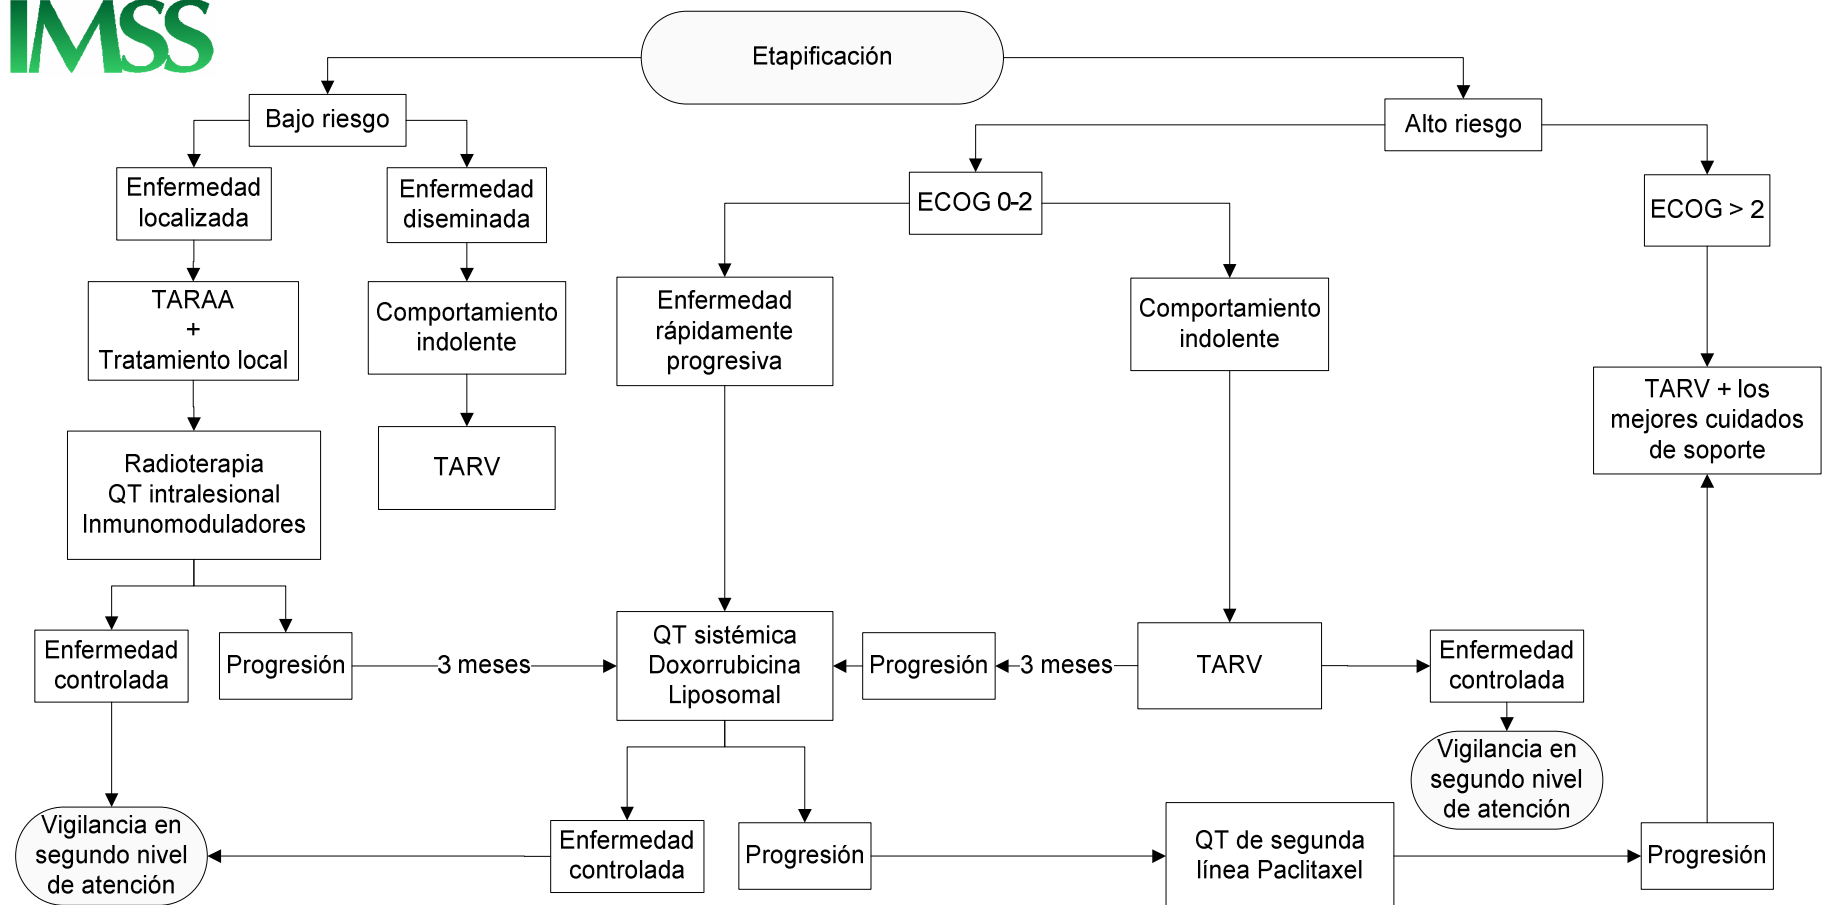 IMSS
Etapificación
Bajo riesgo
Alto riesgo
Enfermedad
localizada
Enfermedad
diseminada
ECOG 0-2
ECOG > 2
TARAA
+
Tratamiento local
Comportamiento
indolente
Enfermedad
rápidamente
progresiva
Comportamiento
indolente
TARV + los
mejores cuidados
de soporte
Radioterapia
QT intralesional
Inmunomoduladores
TARV
Enfermedad
controlada
Progresión
3 meses
QT sistémica
Doxorrubicina
Liposomal
Progresión
3 meses
TARV
Enfermedad
controlada
Vigilancia en
segundo nivel
de atención
Vigilancia en
segundo nivel
de atención
Enfermedad
controlada
Progresión
QT de segunda
línea Paclitaxel
Progresión